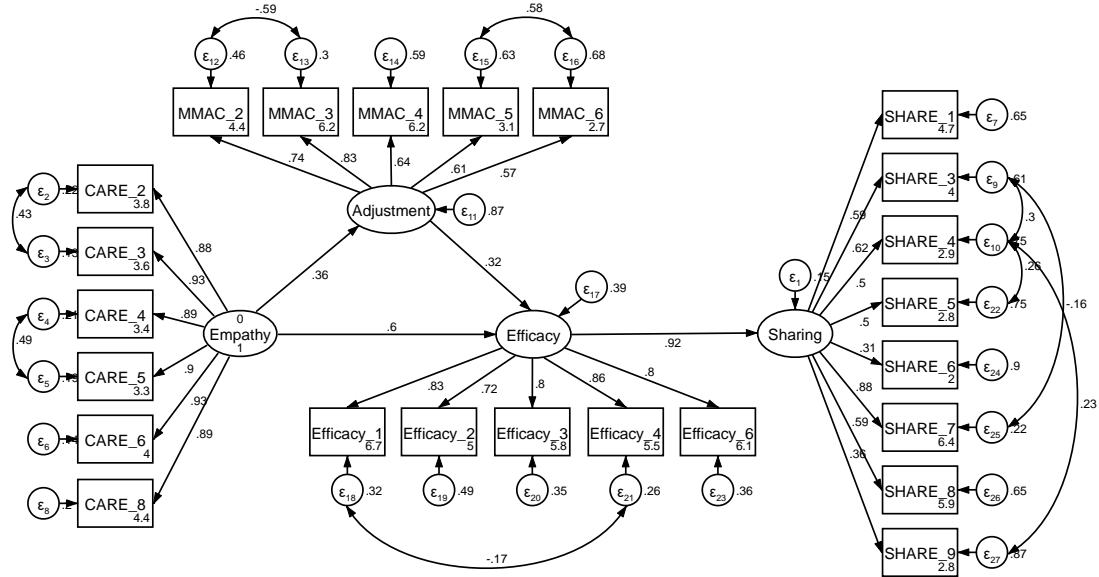 -.59
.58
ε12 .46
ε13 .3
ε14 .59
ε15 .63
ε16 .68
MMAC_2
4.4
MMAC_3
6.2
MMAC_4
6.2
MMAC_5
3.1
MMAC_6
2.7
.74
.83
.64
.61
.57
Adjustment
ε11 .87
ε2
CARE_2
3.8
.43
ε3
CARE_3
3.6
ε4
CARE_4
3.4
.49
ε5
CARE_5
3.3
ε6
CARE_6
4
ε8
CARE_8
4.4
.88
.93
.89
.9
.93
.89
0
Empathy
1
.36
.32
.6
ε17 .39
Efficacy
.92
.83
.72
.8
.86
.8
Efficacy_1
6.7
Efficacy_2
5
Efficacy_3
5.8
Efficacy_4
5.5
Efficacy_6
6.1
ε18 .32
ε19 .49
ε20 .35
ε21 .26
ε23 .36
-.17
ε1 .15
Sharing
.59
.62
.5
.5
.31
.88
.59
.36
SHARE_1
4.7
ε7 .65
SHARE_3
4
ε9 .61
.3
SHARE_4
2.9
ε10
.26
SHARE_5
2.8
ε22 .75
-.16
SHARE_6
2
ε24 .9
.23
SHARE_7
6.4
ε25 .22
SHARE_8
5.9
ε26 .65
SHARE_9
2.8
ε27 .87